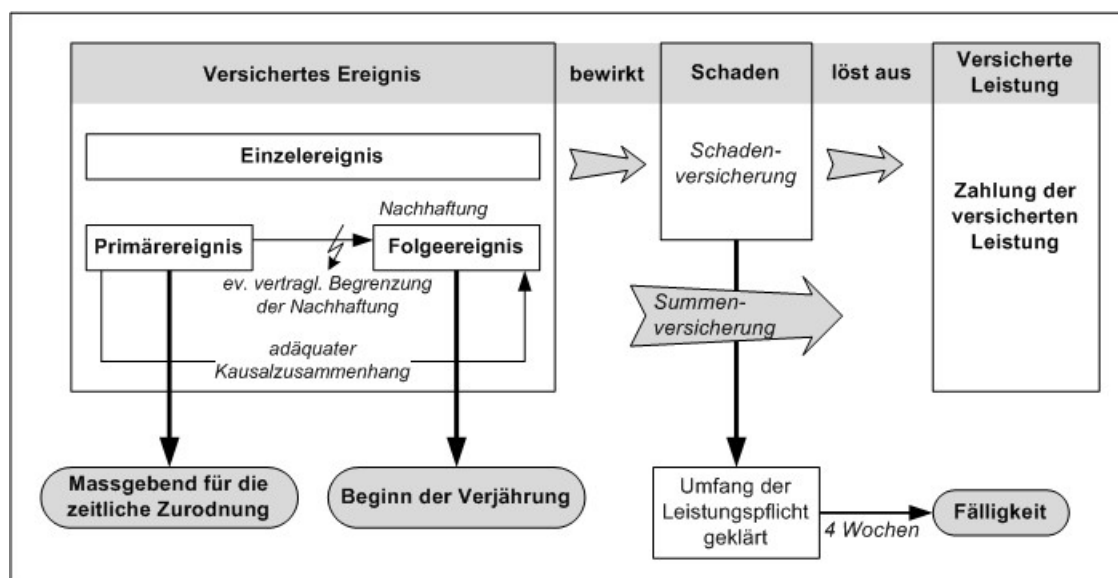 Versichertes Ereignis
bewirkt
Schaden
löst aus
Versicherte
Leistung
Einzelereignis
Schaden-
versicherung
Zahlung der
versicherten
Leistung
Nachhaftung
Primärereignis
Folgeereignis
ev. vertragl. Begrenzung
der Nachhaftung
Summen-
versicherung
adäquater
Kausalzusammenhang
Massgebend für die
zeitliche Zurodnung
Beginn der Verjährung
Umfang der
Leistungspflicht
geklärt
4 Wochen
Fälligkeit